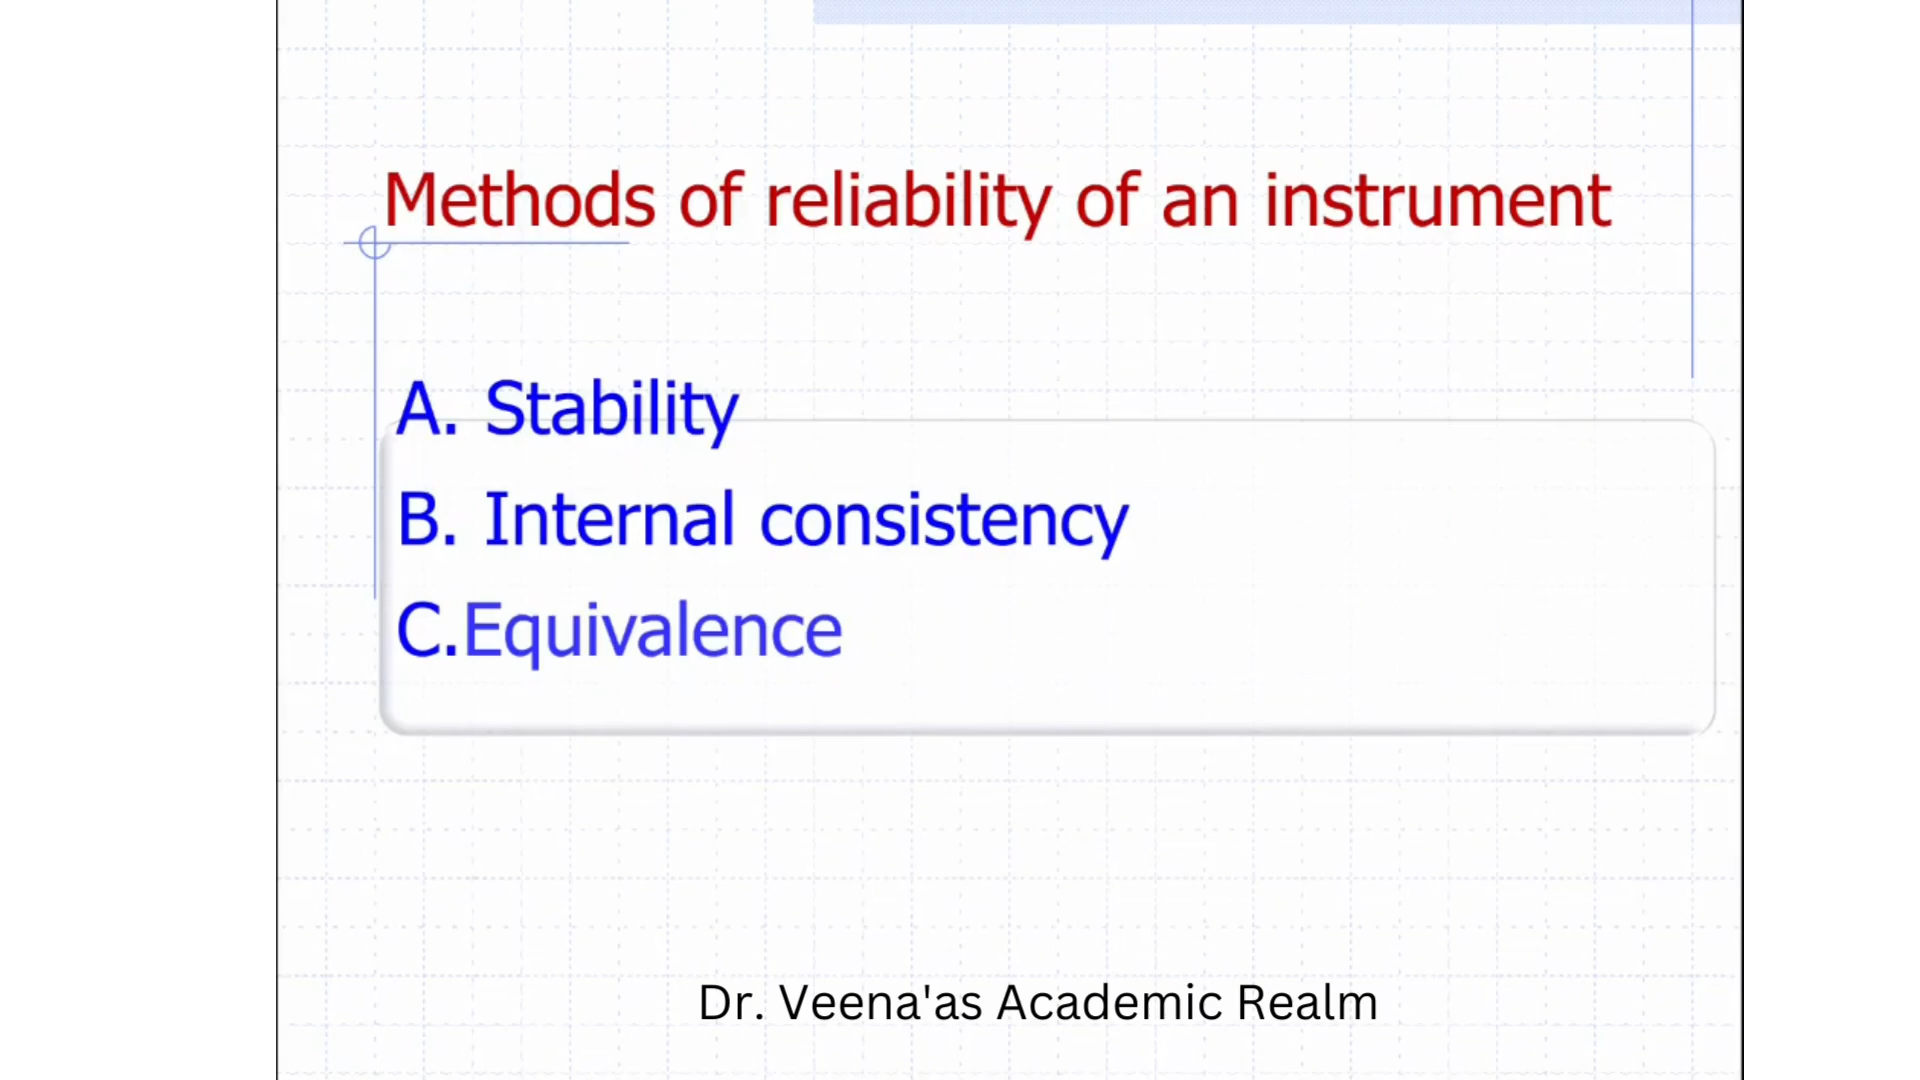 Methods of reliability of an instrument
A. Stability
B. Internal consistency
C.Equivalence
Dr. Veena'as Academic Realm